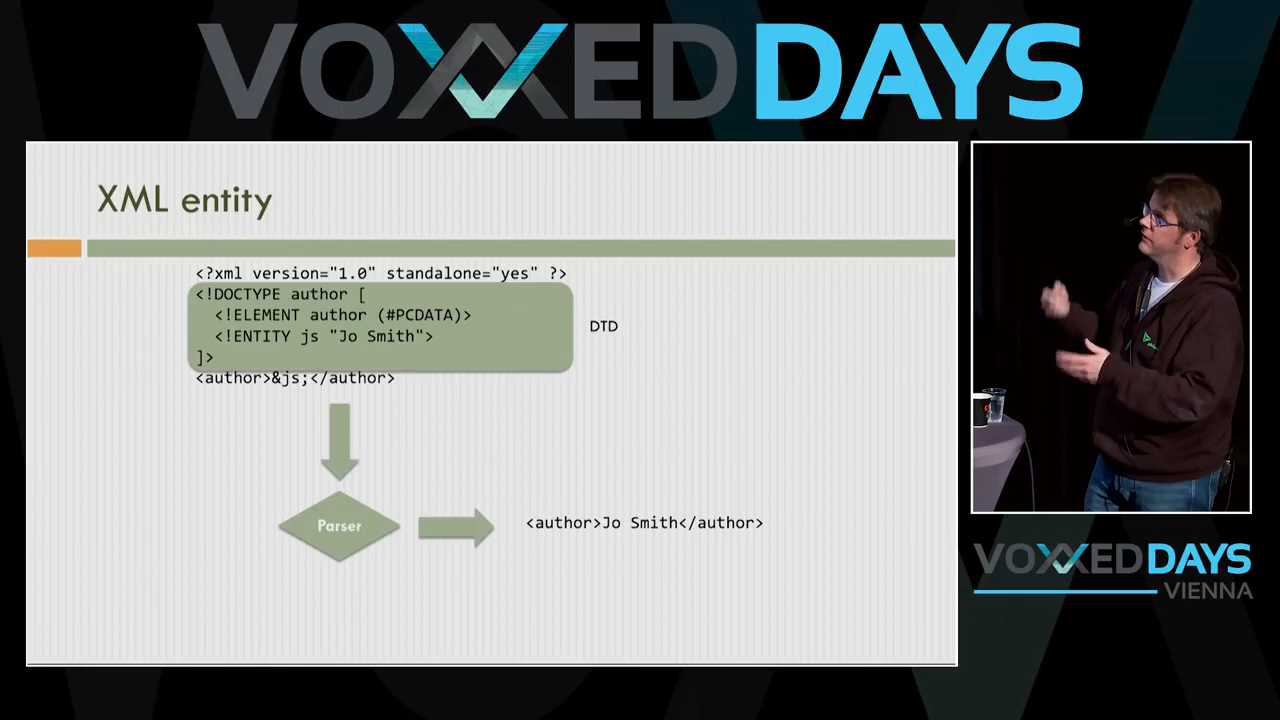 VOXXED DAYS
XML entity
<?xml version="1.0" standalone="yes" ?>
<!DOCTYPE author [
<!ELEMENT author (#PCDATA)>
<!ENTITY js "Jo Smith">
]>
DTD
<author>&js;</author>
Parser
<author>Jo Smith</author>
VOXXED DAYS
VIENNA